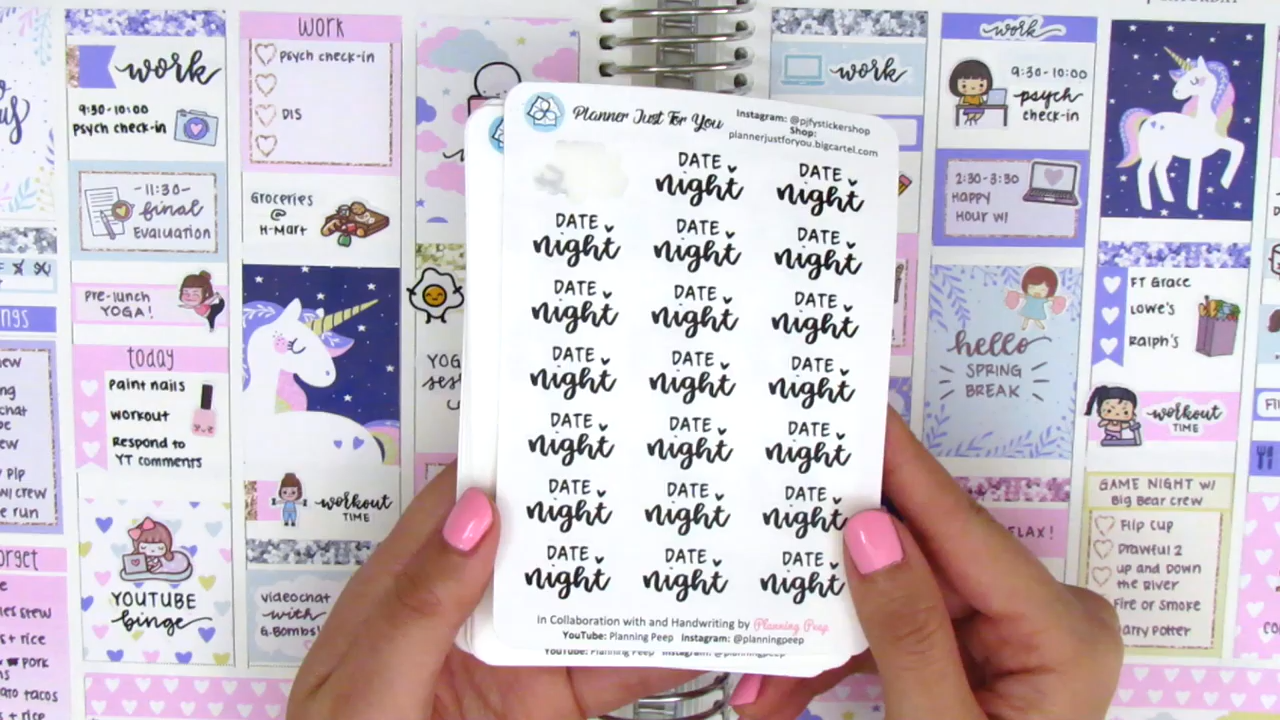 work
9:30-10:00
psych check-in
-11:30-
final
Evaluation
Pre-lunch
YOGA!
today
Paint nails
workout
Respond to
YT comments
YOUTUBE
binge
work
Psych check-in
DIS
Groceries
@
H-Mart
workout
TIME
videochat
with
G-Bombs!
Planner Just For You
Instagram: @pjfystickershop
Shop:
plannerjustforyou.bigcartel.com
DATE DATE
night night
DATE DATE DATE
night night night
DATE DATE DATE
night night night
DATE DATE DATE
night night night
DATE DATE DATE
night night night
DATE DATE DATE
night night night
DATE DATE DATE
night night night
in Collaboration with and Handwriting by Planning Peep
YouTube: Planning Peep Instagram: @planningpeep
YouTube: Planning Peep Instagram: @planningpeep
work
work
9:30-10:00
psych
check-in
2:30-3:30
Happy
Hour w/
hello
SPRING
BREAK
FT Grace
Lowe's
Ralph's
workout
TIME
GAME NIGHT w/
Big Bear crew
Flip Cup
Drawful 2
up and Down
the River
Fire or Smoke